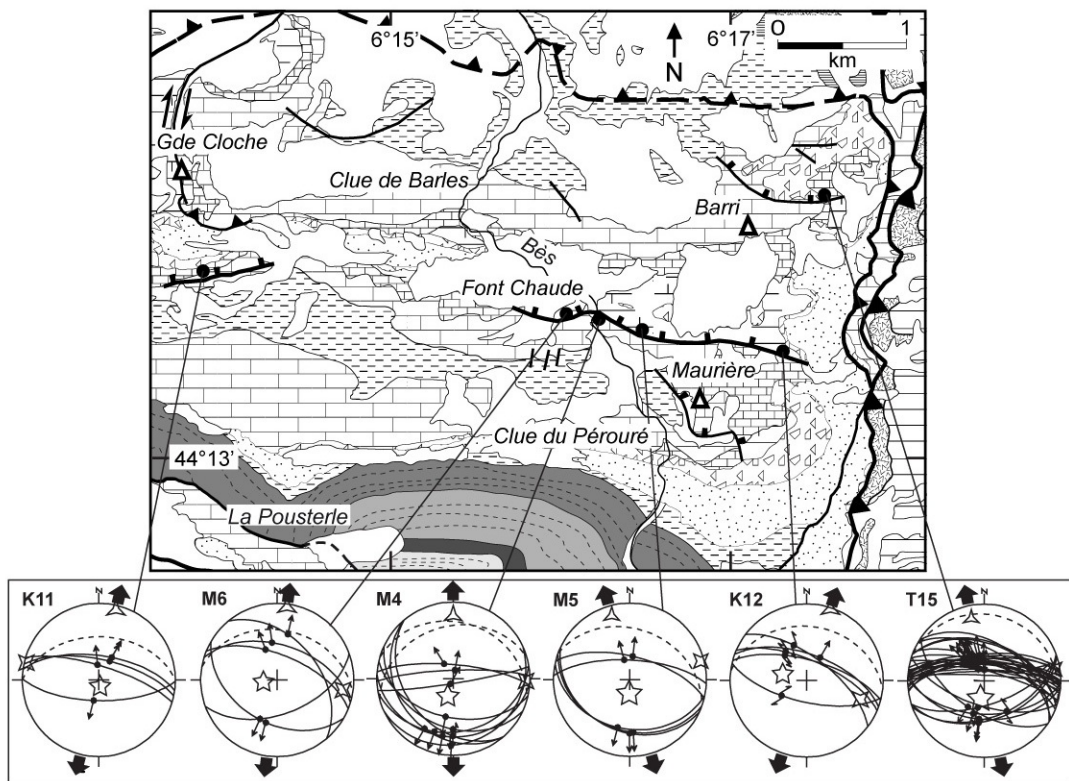 6°15’ 6°17’ 0 1
N km
Gde Cloche
Clue de Barles
Barri
Bès
Font Chaude
Maurière
Clue du Pérouré
44°13’
La Pousterle
K11 N M6 N M4 N M5 N K12 N T15 N